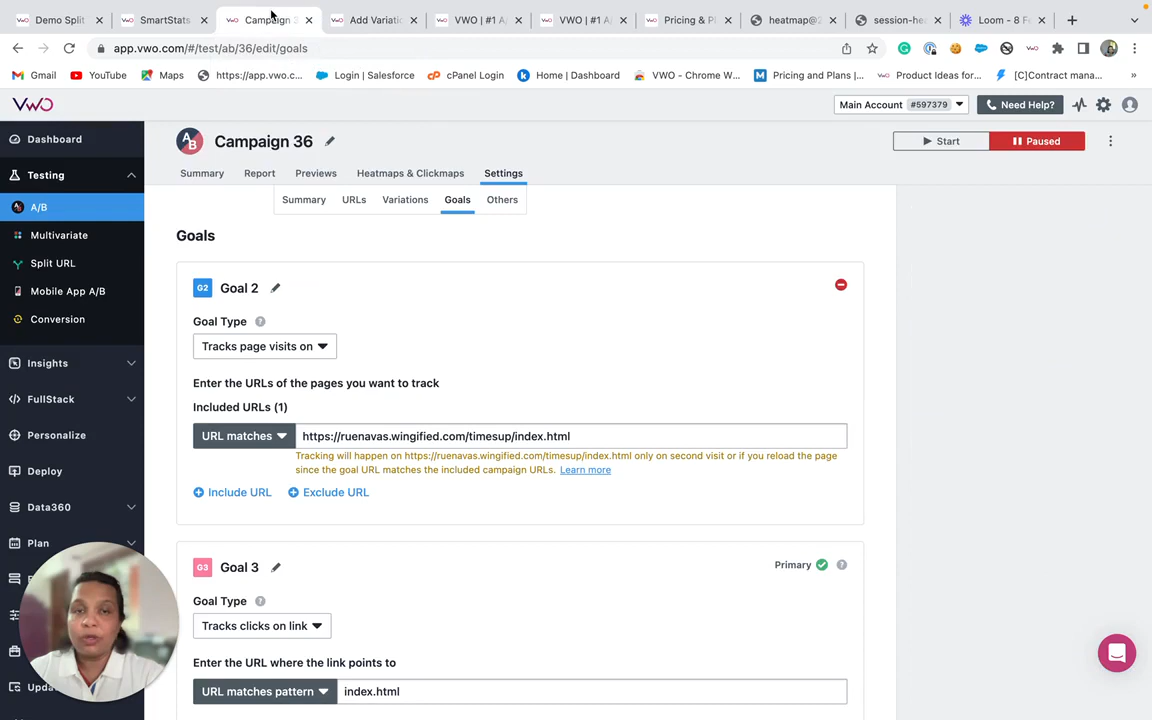 Demo Split
SmartStats
Campaign 3
Add Variatio
VWO | #1 A
VWO | #1 A
Pricing & P
heatmap@2
session-hea
Loom – 8 F
app.vwo.com/#/test/ab/36/edit/goals
Gmail
YouTube
Maps
https://app.vwo.c...
Login | Salesforce
cPanel Login
Home | Dashboard
VWO - Chrome W...
Pricing and Plans |...
Product Ideas for...
[C]Contract mana...
VWO
Main Account #597379
Need Help?
Dashboard
Testing
A/B
Multivariate
Split URL
Mobile App A/B
Conversion
Insights
FullStack
Personalize
Deploy
Data360
Plan
Upda
Campaign 36
Start
Paused
Summary
Report
Previews
Heatmaps & Clickmaps
Settings
Summary
URLs
Variations
Goals
Others
Goals
G2 Goal 2
Goal Type
Tracks page visits on
Enter the URLs of the pages you want to track
Included URLs (1)
URL matches
https://ruenavas.wingified.com/timesup/index.html
Tracking will happen on https://ruenavas.wingified.com/timesup/index.html only on second visit or if you reload the page
since the goal URL matches the included campaign URLs. Learn more
Include URL
Exclude URL
G3 Goal 3
Primary
Goal Type
Tracks clicks on link
Enter the URL where the link points to
URL matches pattern
index.html